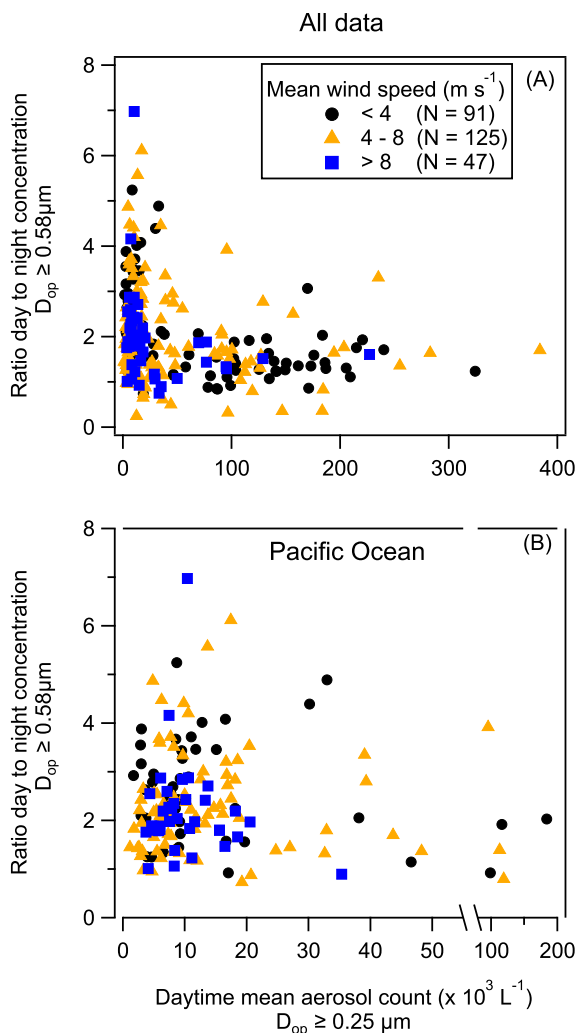 All data
(A)
Mean wind speed (m s⁻¹)
< 4 (N = 91)
4 - 8 (N = 125)
> 8 (N = 47)
8
6
4
2
0
Ratio day to night concentration
Dop ≥ 0.58µm
0 100 200 300 400
(B)
Pacific Ocean
8
6
4
2
0
Ratio day to night concentration
Dop ≥ 0.58µm
0 10 20 30 40 50 100 200
Daytime mean aerosol count (x 10³ L⁻¹)
Dop ≥ 0.25 µm